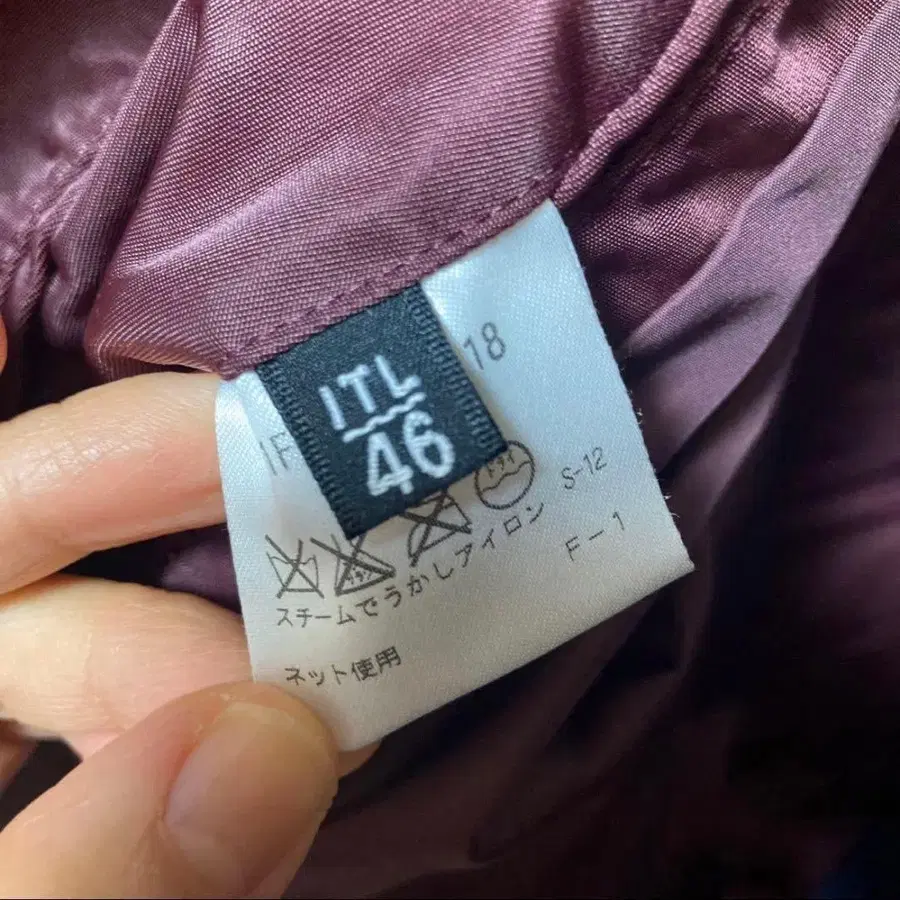 ITL
46
18
ドライ
S-12
スチームでうかしアイロン
F-1
ネット使用